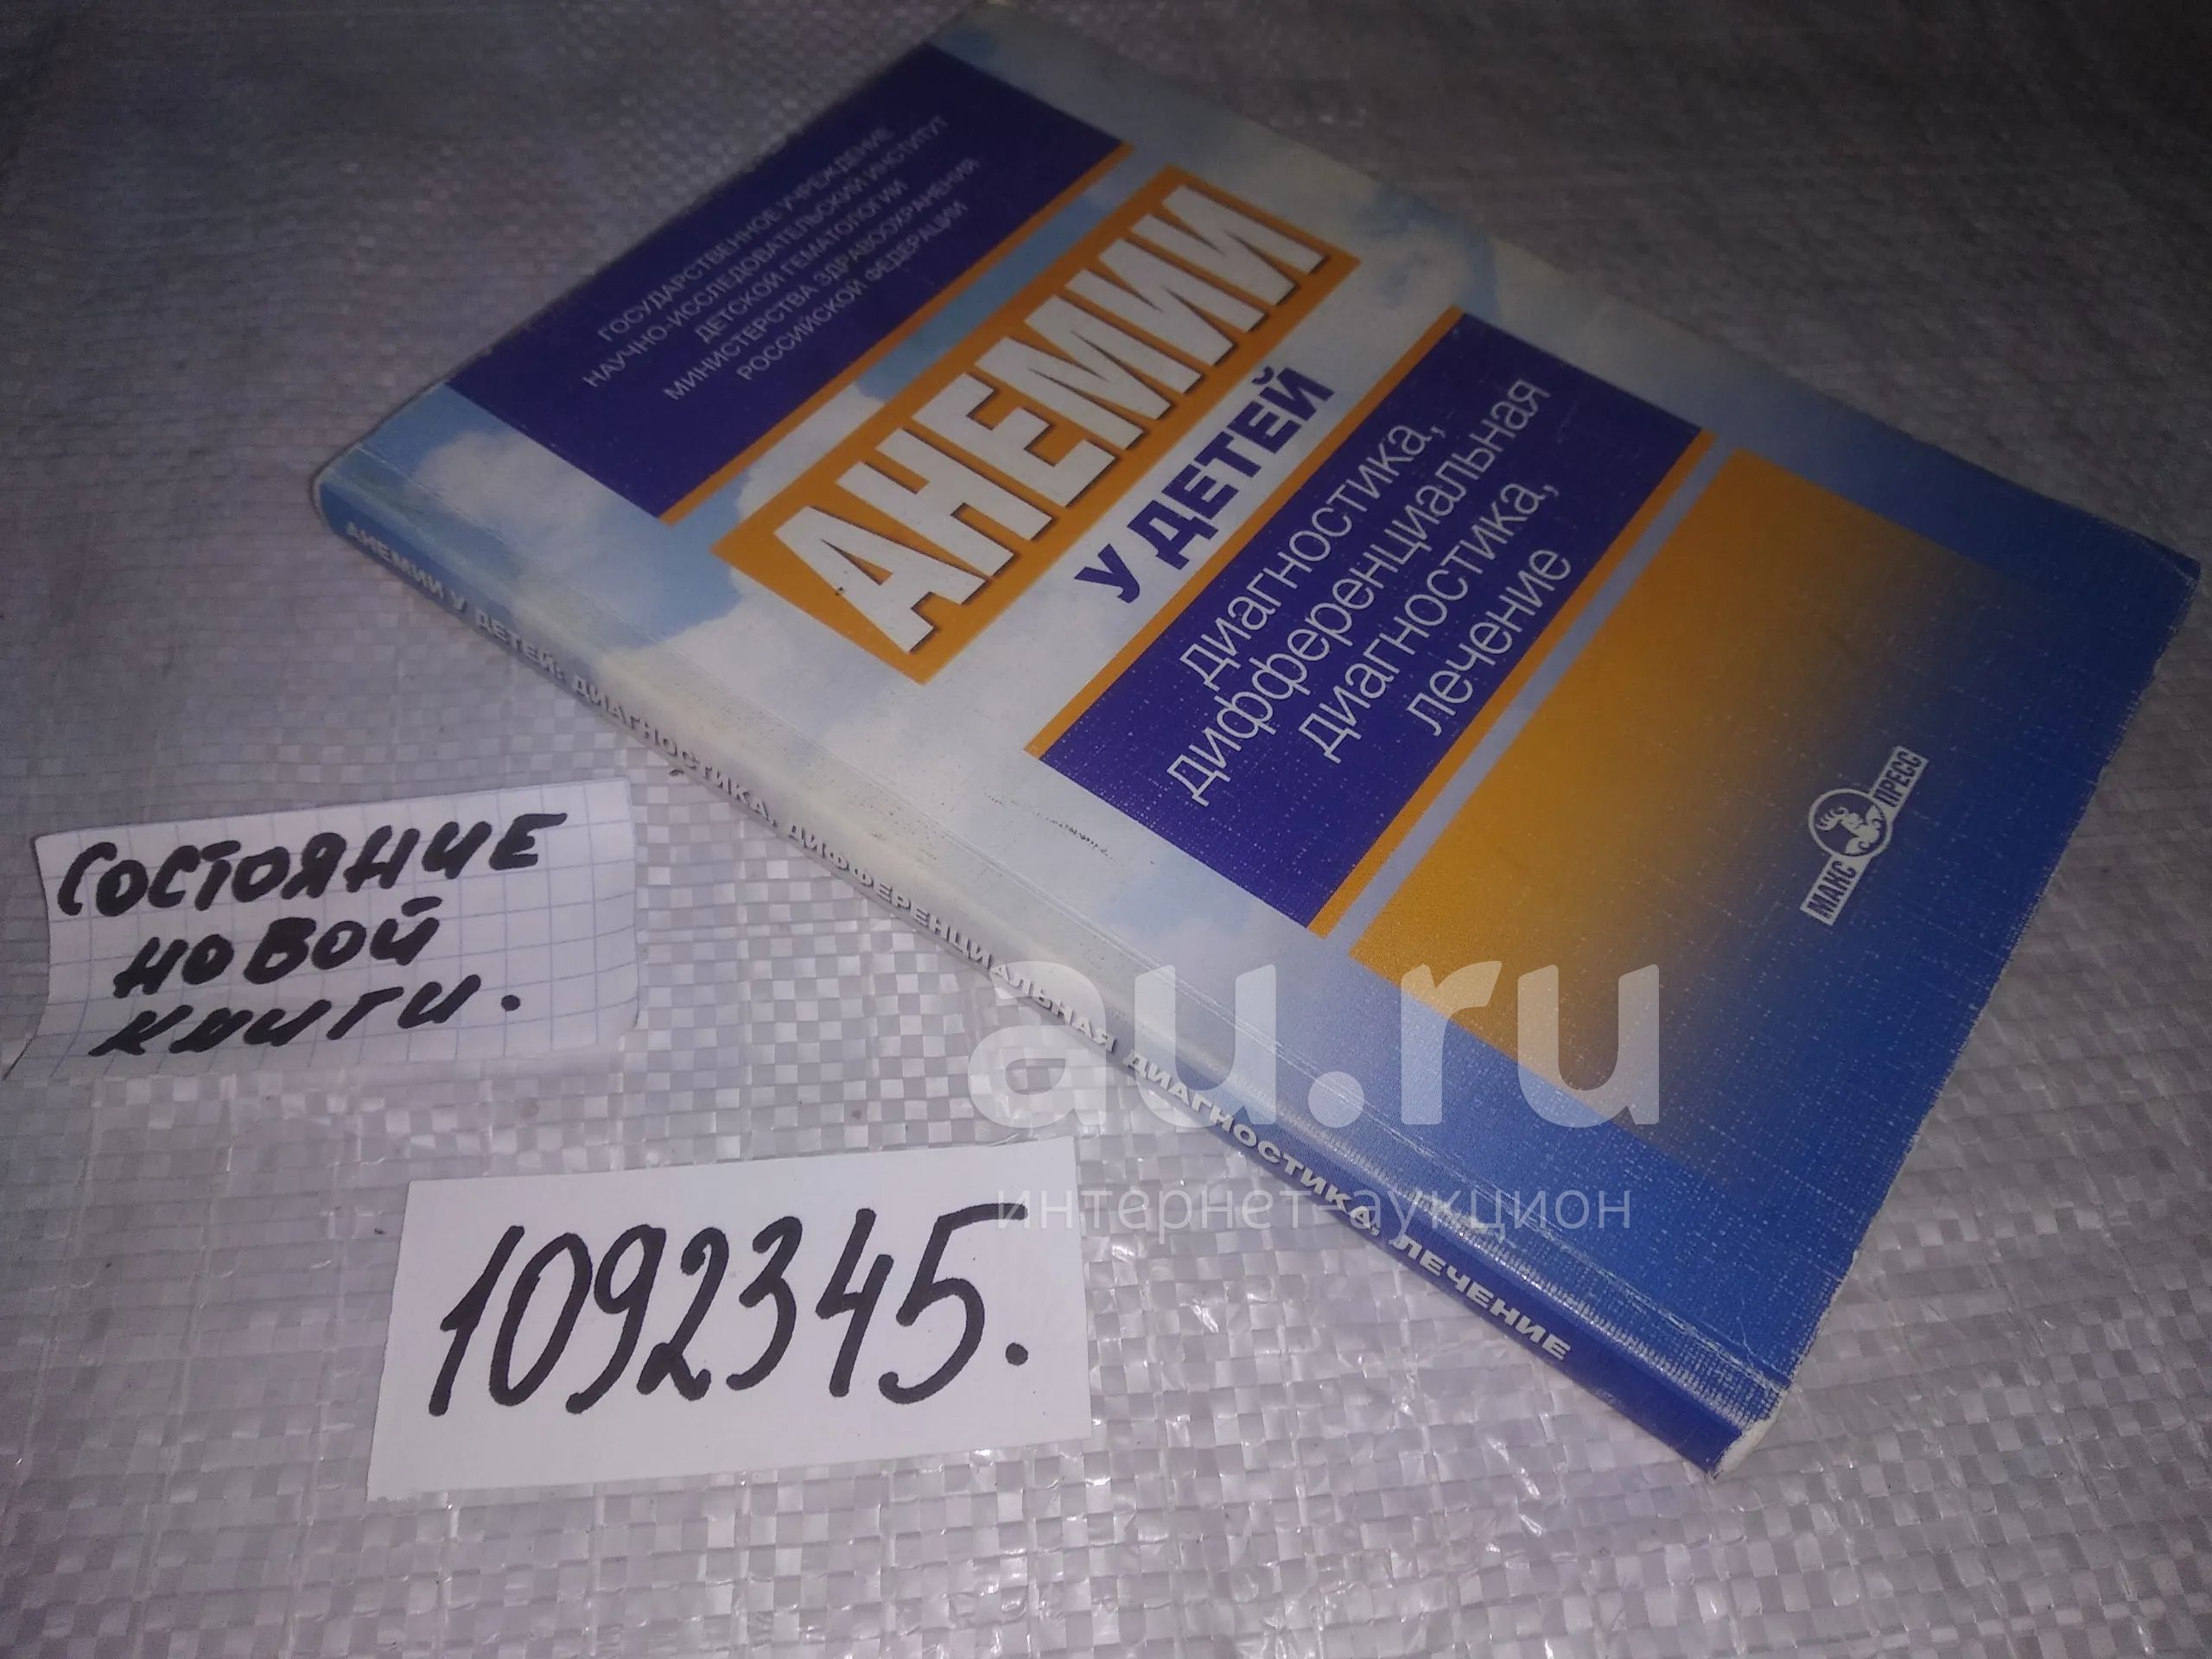 ГОСУДАРСТВЕННОЕ УЧРЕЖДЕНИЕ
НАУЧНО-ИССЛЕДОВАТЕЛЬСКИЙ ИНСТИТУТ
ДЕТСКОЙ ГЕМАТОЛОГИИ
МИНИСТЕРСТВА ЗДРАВООХРАНЕНИЯ
РОССИЙСКОЙ ФЕДЕРАЦИИ
АНЕМИИ
У ДЕТЕЙ
диагностика,
дифференциальная
диагностика,
лечение
МАКС ПРЕСС
АНЕМИИ У ДЕТЕЙ: ДИАГНОСТИКА, ДИФФЕРЕНЦИАЛЬНАЯ ДИАГНОСТИКА, ЛЕЧЕНИЕ
СОСТОЯНИЕ
НОВОЙ
КНИГИ.
1092345.
au.ru
интернет-аукцион